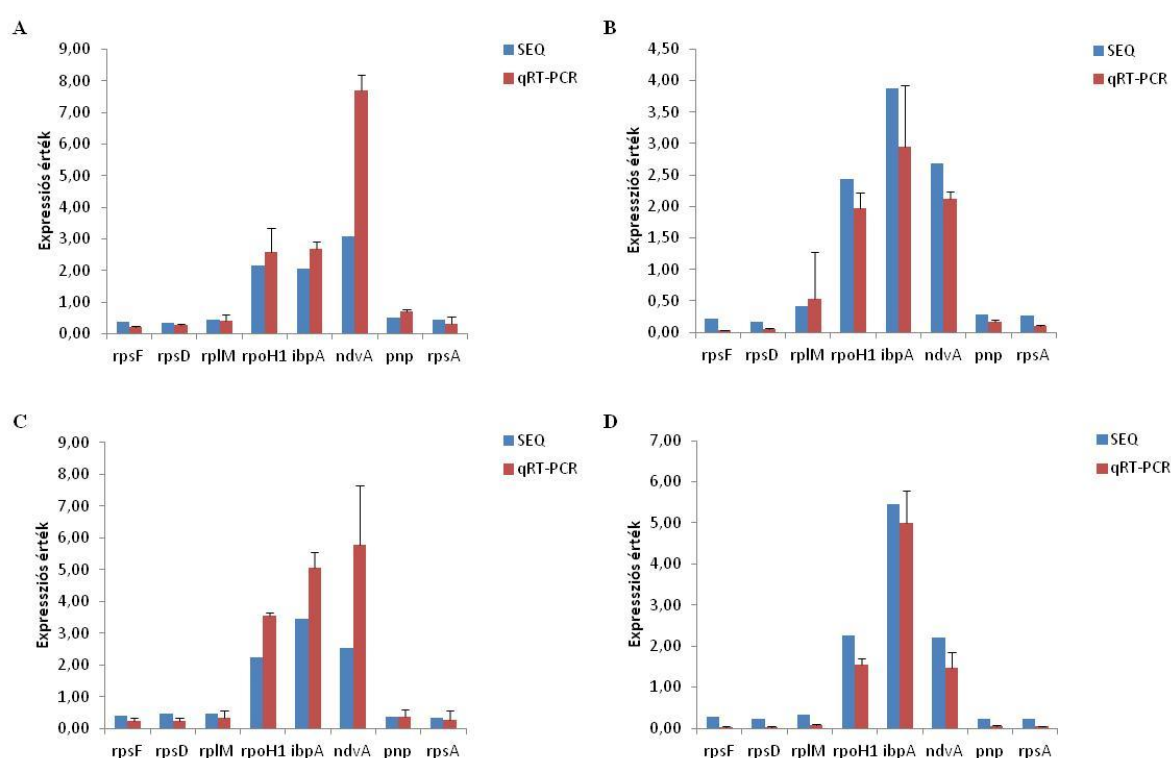 A
Expressiós érték
9,00
8,00
7,00
6,00
5,00
4,00
3,00
2,00
1,00
0,00
rpsF rpsD rplM rpoH1 ibpA ndvA pnp rpsA
SEQ
qRT-PCR
B
Expressziós érték
4,50
4,00
3,50
3,00
2,50
2,00
1,50
1,00
0,50
0,00
rpsF rpsD rplM rpoH1 ibpA ndvA pnp rpsA
SEQ
qRT-PCR
C
Expressziós érték
9,00
8,00
7,00
6,00
5,00
4,00
3,00
2,00
1,00
0,00
rpsF rpsD rplM rpoH1 ibpA ndvA pnp rpsA
SEQ
qRT-PCR
D
Expressziós érték
7,00
6,00
5,00
4,00
3,00
2,00
1,00
0,00
rpsF rpsD rplM rpoH1 ibpA ndvA pnp rpsA
SEQ
qRT-PCR